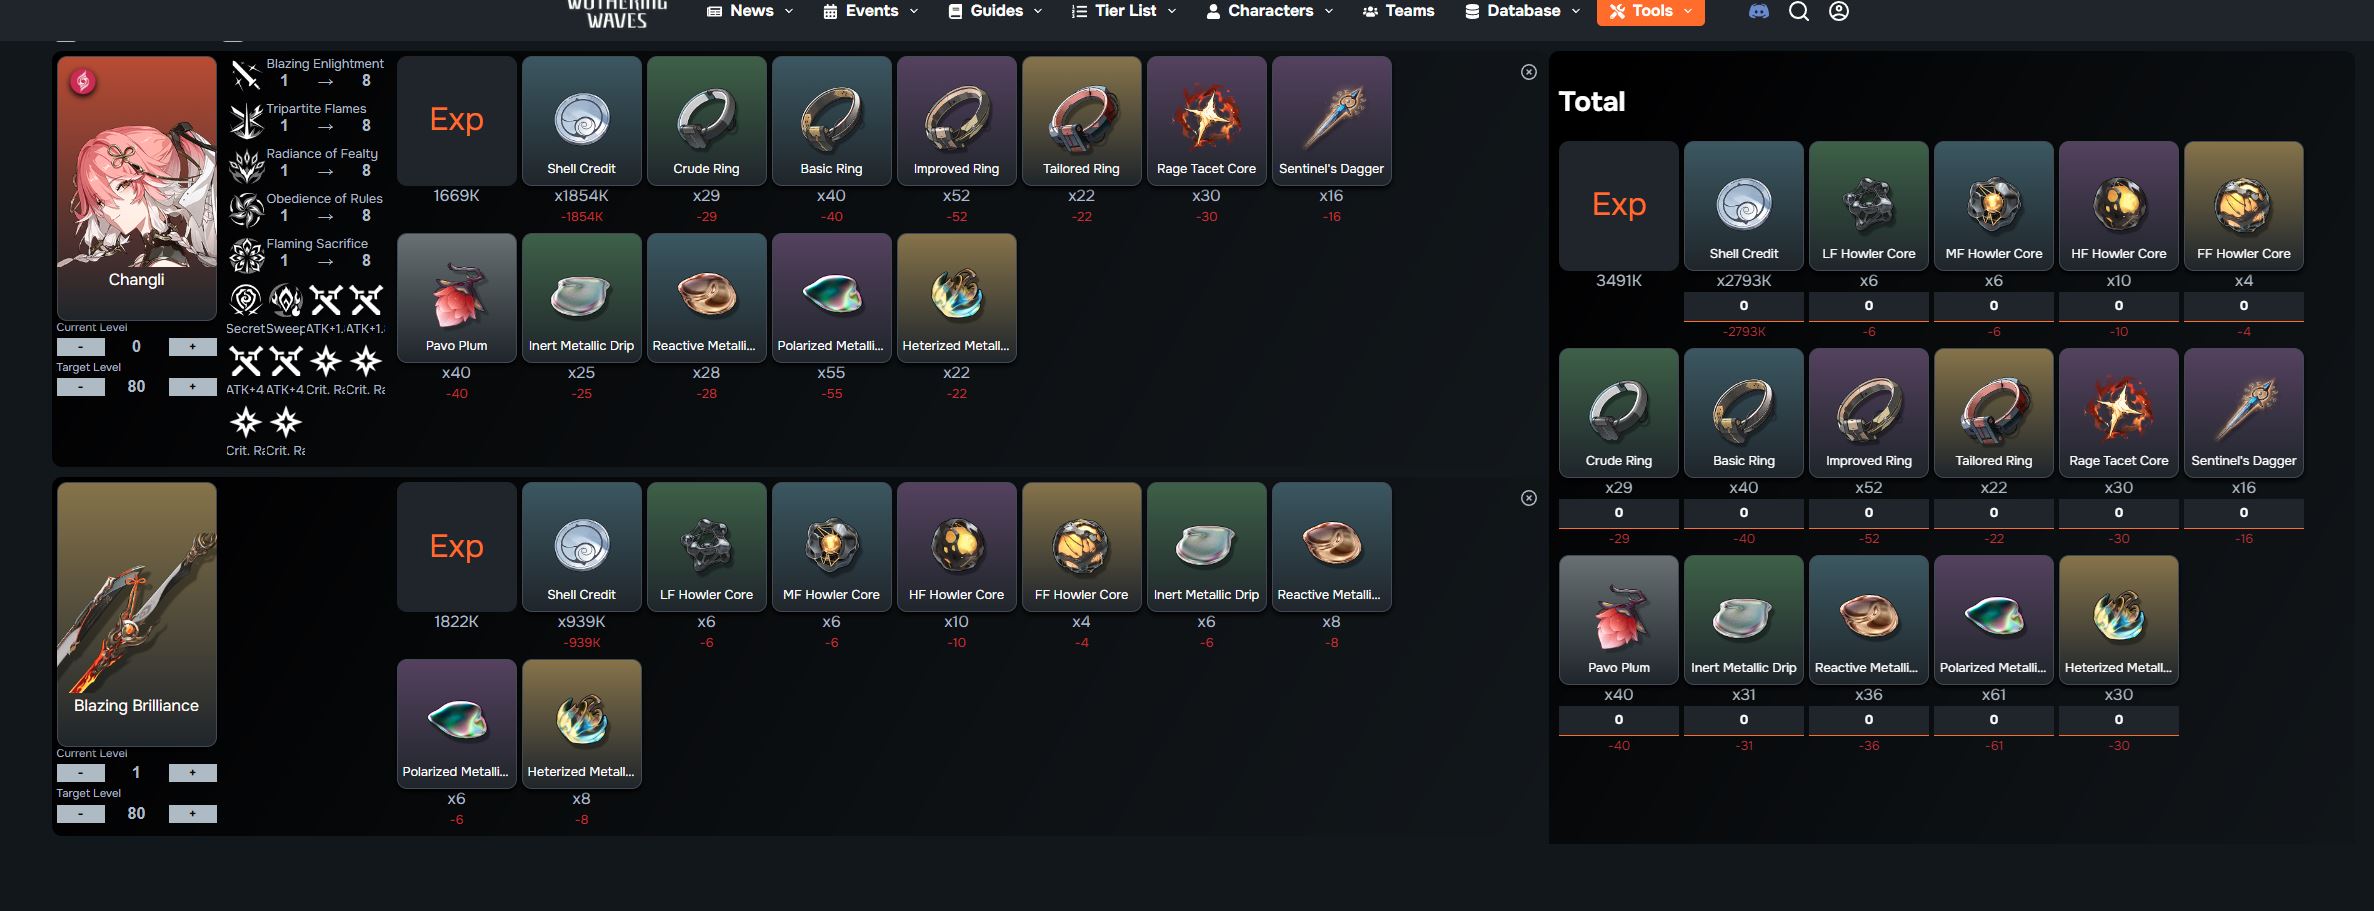 WUTHERING
WAVES
News
Events
Guides
Tier List
Characters
Teams
Database
Tools
Changli
Current Level
- 0 +
Target Level
- 80 +
Blazing Enlightment
1 → 8
Tripartite Flames
1 → 8
Radiance of Fealty
1 → 8
Obedience of Rules
1 → 8
Flaming Sacrifice
1 → 8
Secret Sweep ATK+1. ATK+1.
ATK+4 ATK+4 Crit. Ra Crit. Ra
Crit. Ra Crit. Ra
Exp
Shell Credit
Crude Ring
Basic Ring
Improved Ring
Tailored Ring
Rage Tacet Core
Sentinel's Dagger
1669K x1854K x29 x40 x52 x22 x30 x16
-1854K -29 -40 -52 -22 -30 -16
Pavo Plum
Inert Metallic Drip
Reactive Metalli...
Polarized Metalli...
Heterized Metall...
x40 x25 x28 x55 x22
-40 -25 -28 -55 -22
Blazing Brilliance
Current Level
- 1 +
Target Level
- 80 +
Exp
Shell Credit
LF Howler Core
MF Howler Core
HF Howler Core
FF Howler Core
Inert Metallic Drip
Reactive Metalli...
1822K x939K x6 x6 x10 x4 x6 x8
-939K -6 -6 -10 -4 -6 -8
Polarized Metalli...
Heterized Metall...
x6 x8
-6 -8
Total
Exp
Shell Credit
LF Howler Core
MF Howler Core
HF Howler Core
FF Howler Core
3491K x2793K x6 x6 x10 x4
0 0 0 0 0
-2793K -6 -6 -10 -4
Crude Ring
Basic Ring
Improved Ring
Tailored Ring
Rage Tacet Core
Sentinel's Dagger
x29 x40 x52 x22 x30 x16
0 0 0 0 0 0
-29 -40 -52 -22 -30 -16
Pavo Plum
Inert Metallic Drip
Reactive Metalli...
Polarized Metalli...
Heterized Metall...
x40 x31 x36 x61 x30
0 0 0 0 0
-40 -31 -36 -61 -30